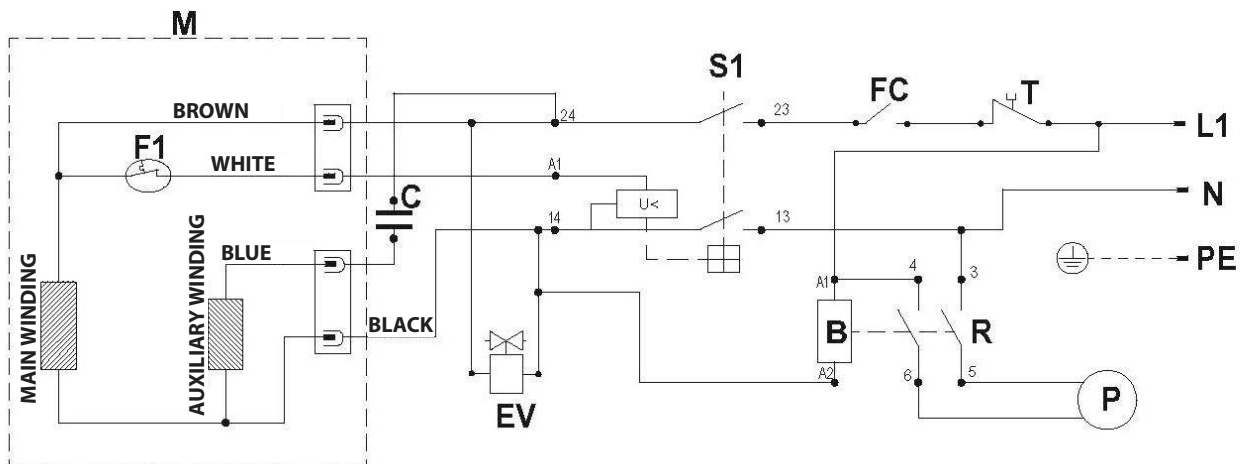 M
S1
BROWN
24
23
FC
T
L1
F1
WHITE
A1
C
U<
N
14
13
BLUE
PE
MAIN WINDING
AUXILIARY WINDING
BLACK
A1
4
3
B
R
A2
6
5
EV
P